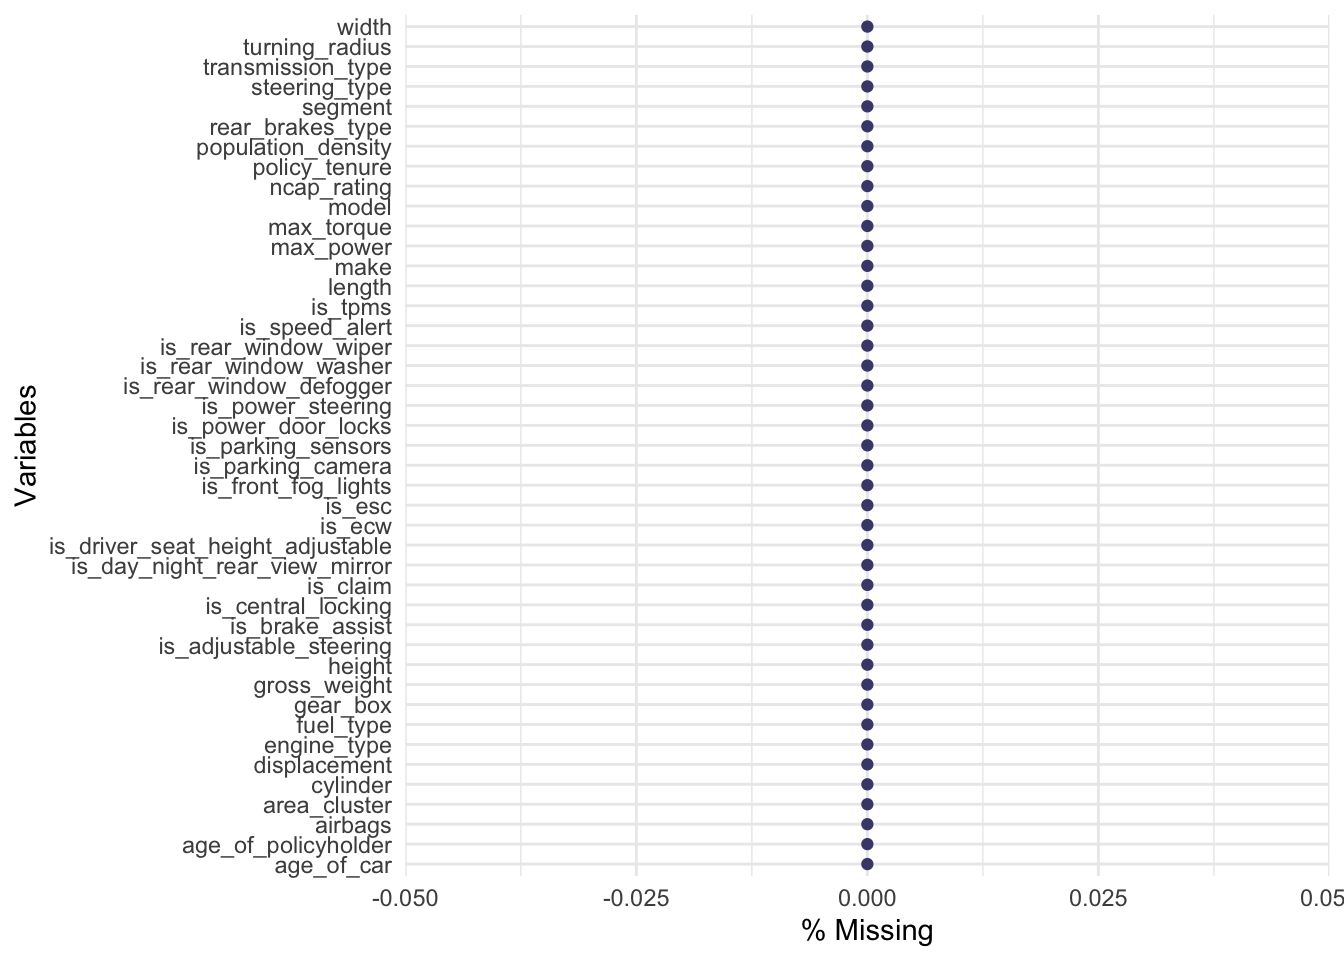 width
turning_radius
transmission_type
steering_type
segment
rear_brakes_type
population_density
policy_tenure
ncap_rating
model
max_torque
max_power
make
length
is_tpms
is_speed_alert
is_rear_window_wiper
is_rear_window_washer
is_rear_window_defogger
is_power_steering
is_power_door_locks
is_parking_sensors
is_parking_camera
is_front_fog_lights
is_esc
is_ecw
is_driver_seat_height_adjustable
is_day_night_rear_view_mirror
is_claim
is_central_locking
is_brake_assist
is_adjustable_steering
height
gross_weight
gear_box
fuel_type
engine_type
displacement
cylinder
area_cluster
airbags
age_of_policyholder
age_of_car
Variables
-0.050 -0.025 0.000 0.025 0.05
% Missing